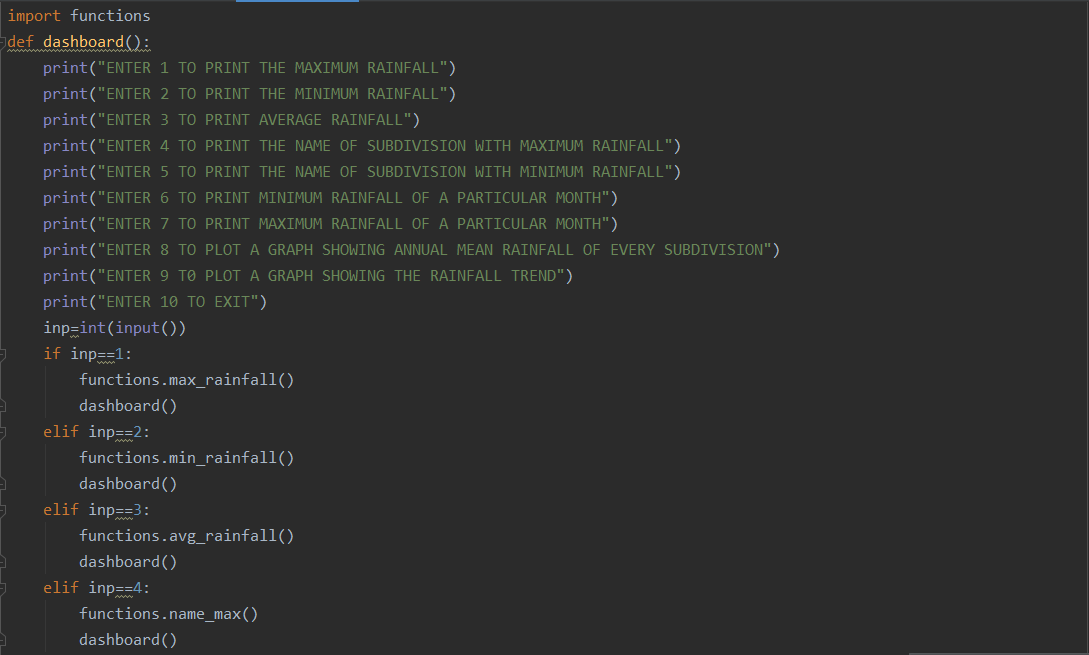 import functions
def dashboard():
    print("ENTER 1 TO PRINT THE MAXIMUM RAINFALL")
    print("ENTER 2 TO PRINT THE MINIMUM RAINFALL")
    print("ENTER 3 TO PRINT AVERAGE RAINFALL")
    print("ENTER 4 TO PRINT THE NAME OF SUBDIVISION WITH MAXIMUM RAINFALL")
    print("ENTER 5 TO PRINT THE NAME OF SUBDIVISION WITH MINIMUM RAINFALL")
    print("ENTER 6 TO PRINT MINIMUM RAINFALL OF A PARTICULAR MONTH")
    print("ENTER 7 TO PRINT MAXIMUM RAINFALL OF A PARTICULAR MONTH")
    print("ENTER 8 TO PLOT A GRAPH SHOWING ANNUAL MEAN RAINFALL OF EVERY SUBDIVISION")
    print("ENTER 9 T0 PLOT A GRAPH SHOWING THE RAINFALL TREND")
    print("ENTER 10 TO EXIT")
    inp=int(input())
    if inp==1:
        functions.max_rainfall()
        dashboard()
    elif inp==2:
        functions.min_rainfall()
        dashboard()
    elif inp==3:
        functions.avg_rainfall()
        dashboard()
    elif inp==4:
        functions.name_max()
        dashboard()